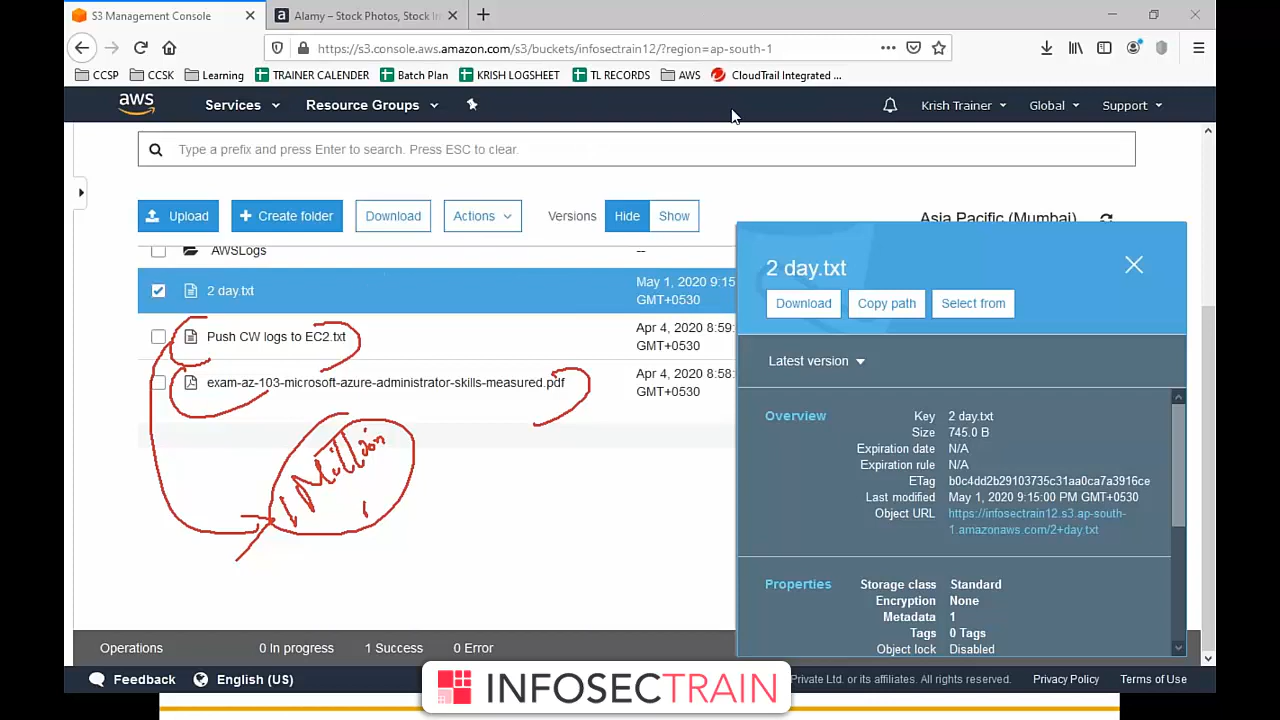 S3 Management Console
Alamy – Stock Photos, Stock I
https://s3.console.aws.amazon.com/s3/buckets/infosectrain12/?region=ap-south-1
CCSP CCSK Learning TRAINER CALENDER Batch Plan KRISH LOGSHEET TL RECORDS AWS CloudTrail Integrated ...
aws Services Resource Groups Krish Trainer Global Support
Type a prefix and press Enter to search. Press ESC to clear.
Upload Create folder Download Actions Versions Hide Show Asia Pacific (Mumbai)
AWSLogs --
2 day.txt May 1, 2020 9:15
GMT+0530
Push CW logs to EC2.txt Apr 4, 2020 8:59:
GMT+0530
exam-az-103-microsoft-azure-administrator-skills-measured.pdf Apr 4, 2020 8:58:
GMT+0530
1 Million
2 day.txt
Download Copy path Select from
Latest version
Overview
Key 2 day.txt
Size 745.0 B
Expiration date N/A
Expiration rule N/A
ETag b0c4dd2b29103735c31aa0ca7a3916ce
Last modified May 1, 2020 9:15:00 PM GMT+0530
Object URL https://infosectrain12.s3.ap-south-
1.amazonaws.com/2+day.txt
Properties
Storage class Standard
Encryption None
Metadata 1
Tags 0 Tags
Object lock Disabled
Operations 0 In progress 1 Success 0 Error
Feedback English (US) Private Ltd. or its affiliates. All rights reserved. Privacy Policy Terms of Use
INFOSECTRAIN